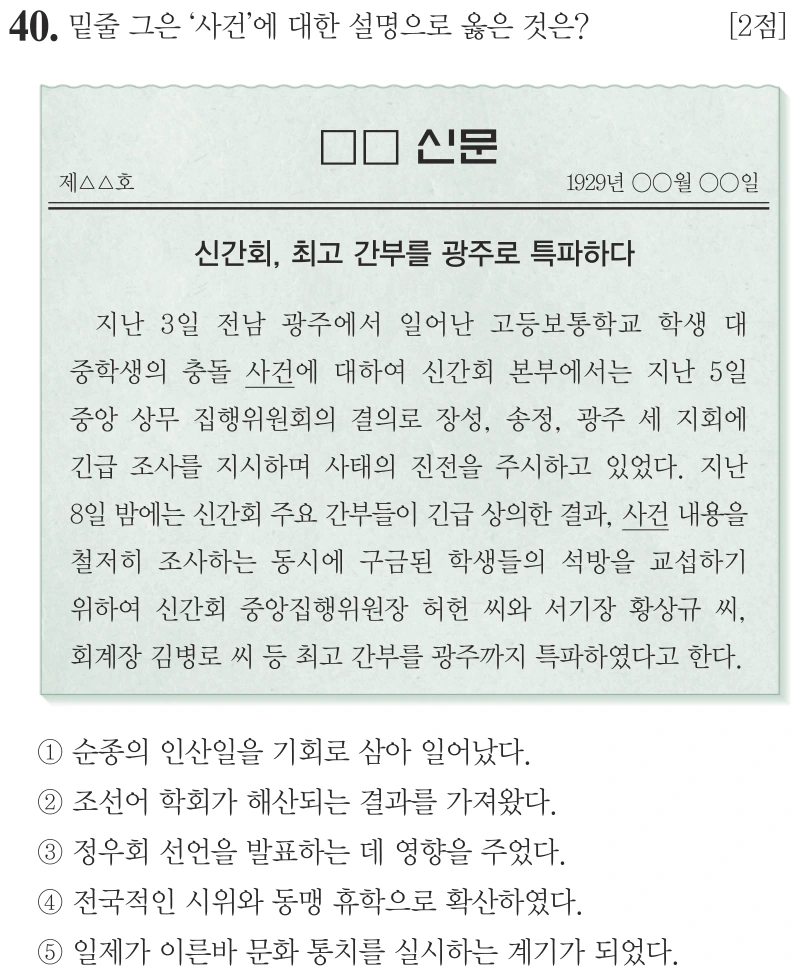 40. 밑줄 그은 ‘사건’에 대한 설명으로 옳은 것은? [2점]
□□ 신문
제△△호 1929년 ○○월 ○○일
신간회, 최고 간부를 광주로 특파하다
지난 3일 전남 광주에서 일어난 고등보통학교 학생 대
중학생의 충돌 사건에 대하여 신간회 본부에서는 지난 5일
중앙 상무 집행위원회의 결의로 장성, 송정, 광주 세 지회에
긴급 조사를 지시하며 사태의 진전을 주시하고 있었다. 지난
8일 밤에는 신간회 주요 간부들이 긴급 상의한 결과, 사건 내용을
철저히 조사하는 동시에 구금된 학생들의 석방을 교섭하기
위하여 신간회 중앙집행위원장 허헌 씨와 서기장 황상규 씨,
회계장 김병로 씨 등 최고 간부를 광주까지 특파하였다고 한다.
① 순종의 인산일을 기회로 삼아 일어났다.
② 조선어 학회가 해산되는 결과를 가져왔다.
③ 정우회 선언을 발표하는 데 영향을 주었다.
④ 전국적인 시위와 동맹 휴학으로 확산하였다.
⑤ 일제가 이른바 문화 통치를 실시하는 계기가 되었다.